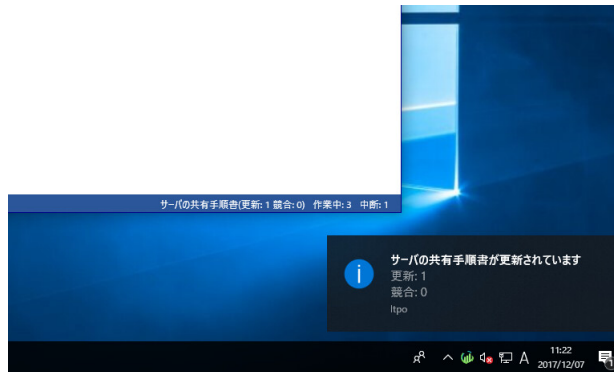 サーバの共有手順書(更新: 1 競合: 0) 作業中: 3 中断: 1
サーバの共有手順書が更新されています
更新: 1
競合: 0
ltpo
A
11:22
2017/12/07
1